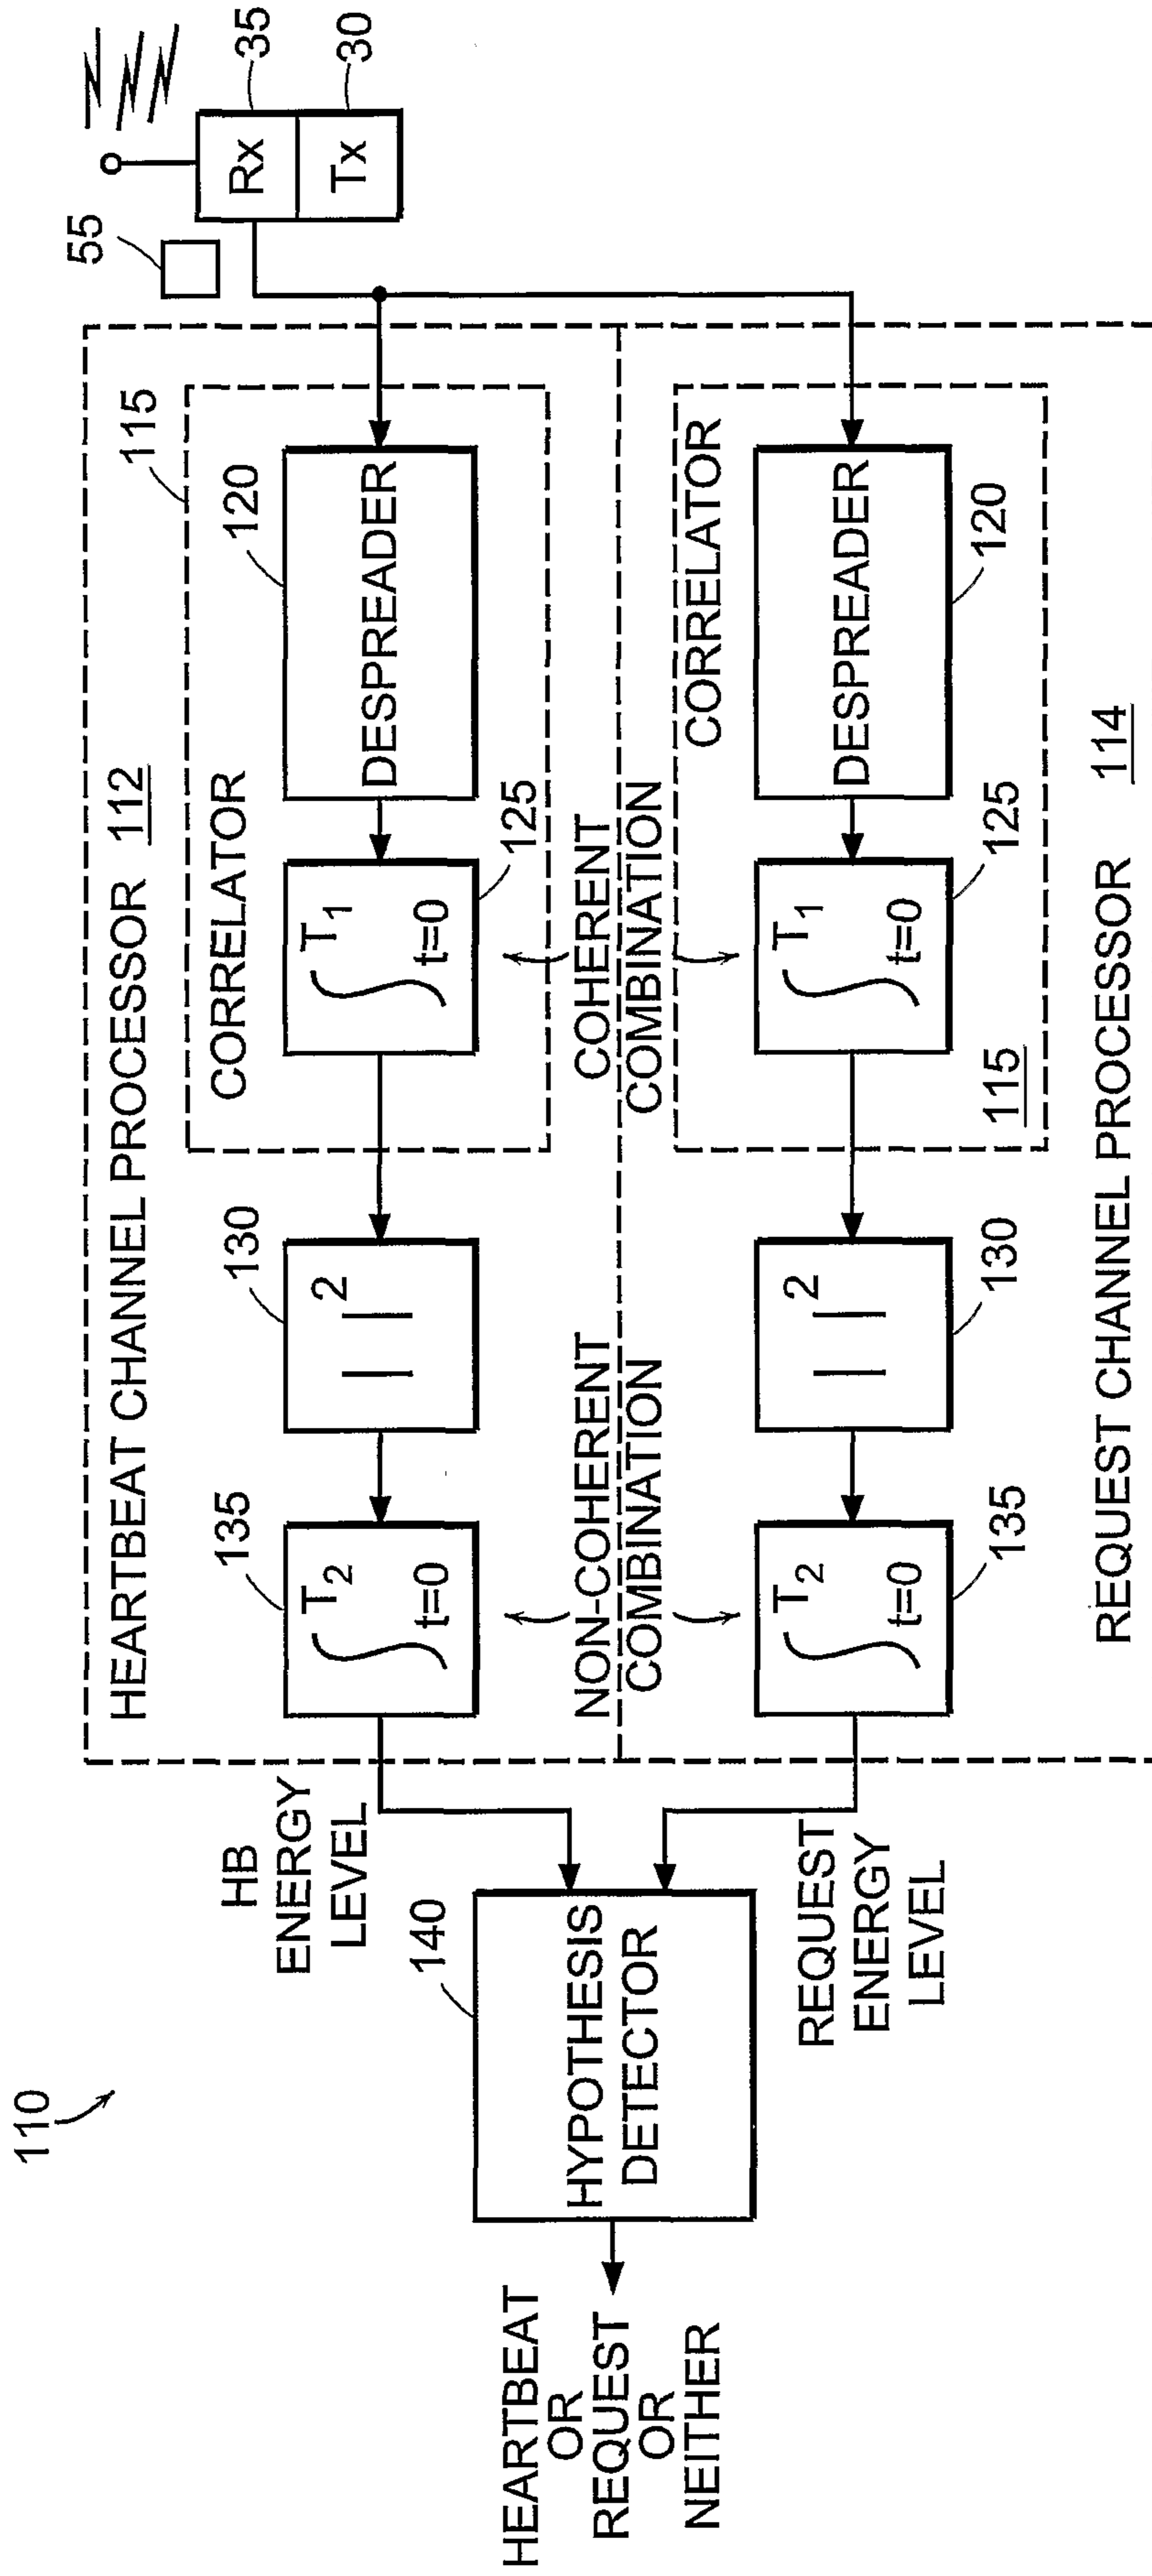 110
55
35
Rx
30
Tx
HEARTBEAT CHANNEL PROCESSOR 112
115
CORRELATOR
120
DESPREADER
125
T1
t=0
130
| |2
135
T2
t=0
HB
ENERGY
LEVEL
COHERENT
COMBINATION
NON-COHERENT
COMBINATION
CORRELATOR
DESPREADER
120
T1
t=0
125
115
| |2
130
T2
t=0
135
REQUEST CHANNEL PROCESSOR 114
REQUEST
ENERGY
LEVEL
140
HYPOTHESIS
DETECTOR
HEARTBEAT
OR
REQUEST
OR
NEITHER